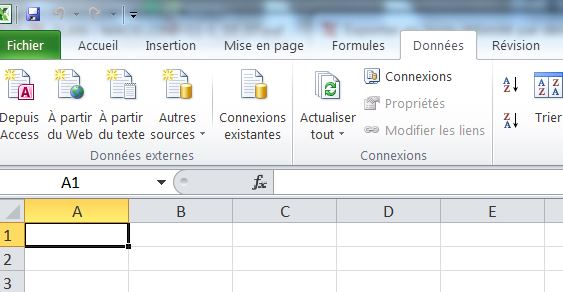 Fichier Accueil Insertion Mise en page Formules Données Révision
Depuis Access
À partir du Web
À partir du texte
Autres sources
Connexions existantes
Données externes
Actualiser tout
Connexions
Propriétés
Modifier les liens
Connexions
A Z
Z A
Trier
A1 fx
A B C D E
1
2
3